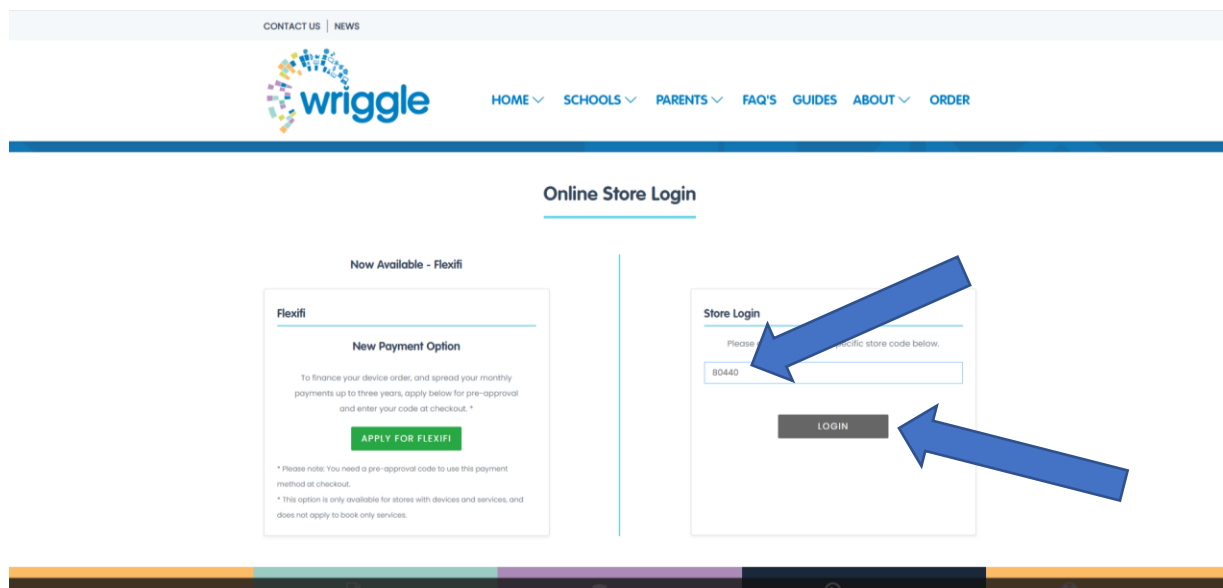 CONTACT US | NEWS
wriggle
HOME SCHOOLS PARENTS FAQ'S GUIDES ABOUT ORDER
Online Store Login
Now Available - Flexifi
Flexifi
New Payment Option
To finance your device order, and spread your monthly
payments up to three years, apply below for pre-approval
and enter your code at checkout. *
APPLY FOR FLEXIFI
* Please note: You need a pre-approval code to use this payment
method at checkout.
* This option is only available for stores with devices and services, and
does not apply to book only services.
Store Login
Please specific store code below.
80440
LOGIN